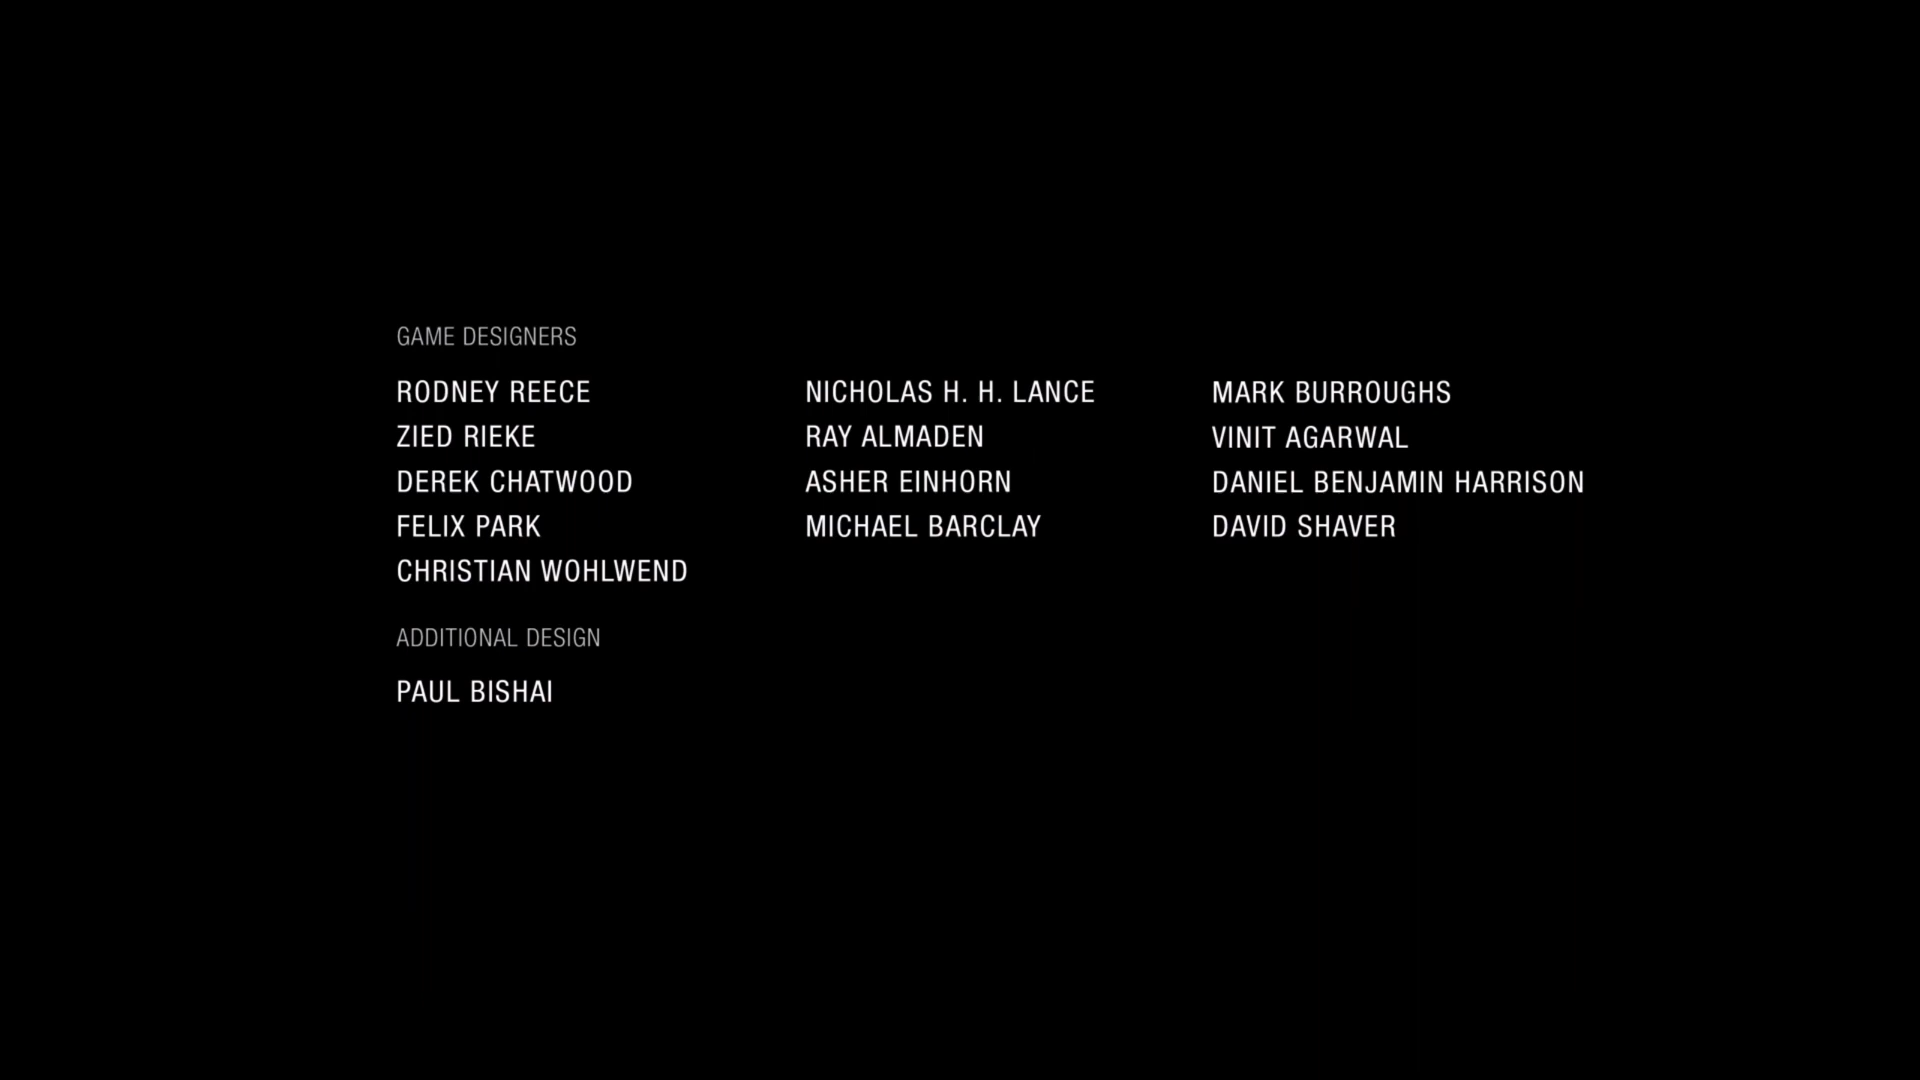 GAME DESIGNERS
RODNEY REECE
ZIED RIEKE
DEREK CHATWOOD
FELIX PARK
CHRISTIAN WOHLWEND
NICHOLAS H. H. LANCE
RAY ALMADEN
ASHER EINHORN
MICHAEL BARCLAY
MARK BURROUGHS
VINIT AGARWAL
DANIEL BENJAMIN HARRISON
DAVID SHAVER
ADDITIONAL DESIGN
PAUL BISHAI